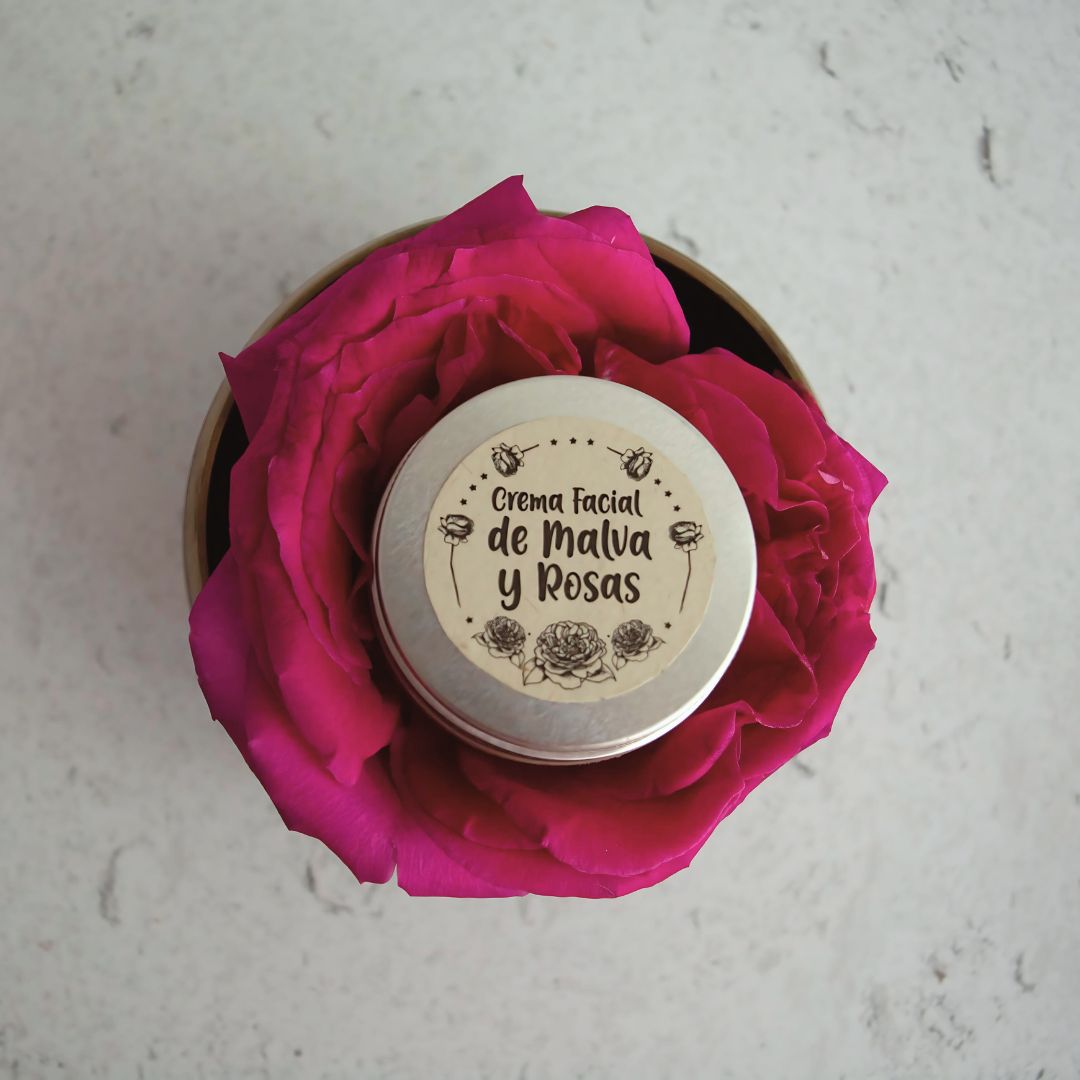 Crema Facial
de Malva
y Rosas